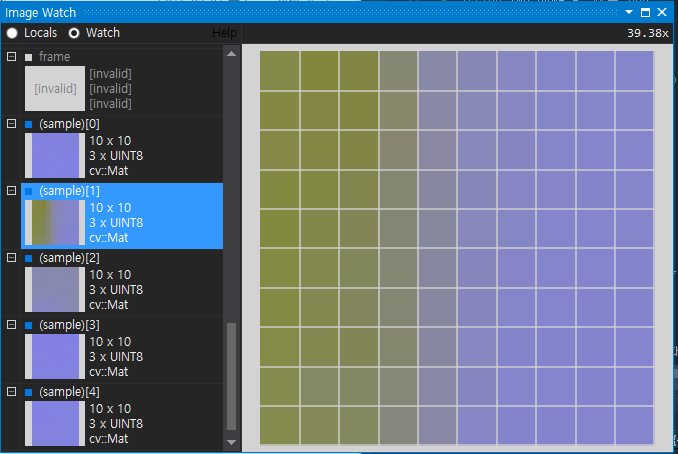 Image Watch
Locals Watch Help 39.38x
frame
[invalid] [invalid]
[invalid]
[invalid]
(sample)[0]
10 x 10
3 x UINT8
cv::Mat
(sample)[1]
10 x 10
3 x UINT8
cv::Mat
(sample)[2]
10 x 10
3 x UINT8
cv::Mat
(sample)[3]
10 x 10
3 x UINT8
cv::Mat
(sample)[4]
10 x 10
3 x UINT8
cv::Mat